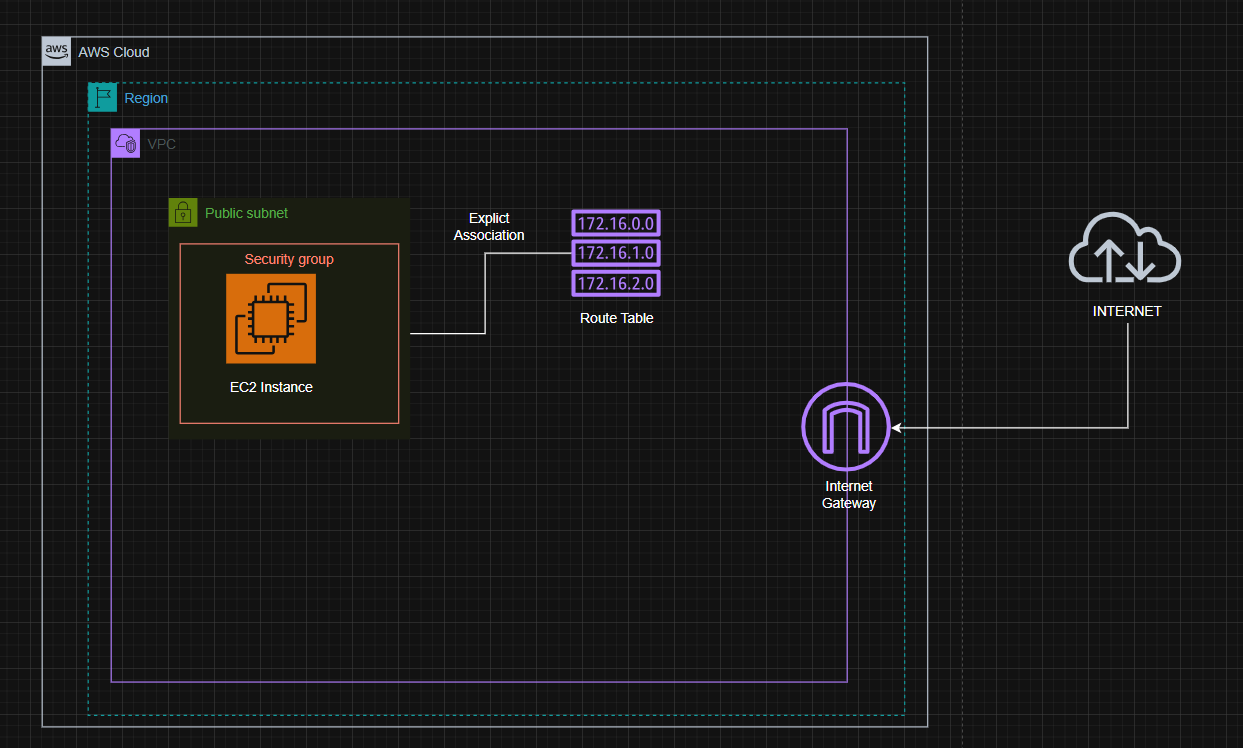 aws
AWS Cloud
Region
VPC
Public subnet
Security group
EC2 Instance
Explict
Association
172.16.0.0
172.16.1.0
172.16.2.0
Route Table
INTERNET
Internet
Gateway